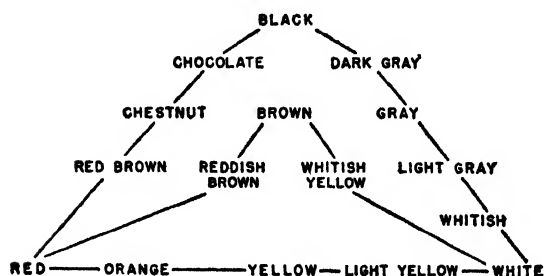 BLACK
CHOCOLATE DARK GRAY
CHESTNUT BROWN GRAY
RED BROWN REDDISH BROWN WHITISH YELLOW LIGHT GRAY
WHITISH
RED ORANGE YELLOW LIGHT YELLOW WHITE